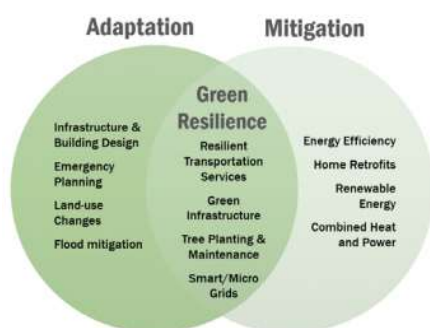 Adaptation
Mitigation
Green
Resilience
Infrastructure &
Building Design
Emergency
Planning
Land-use
Changes
Flood mitigation
Resilient
Transportation
Services
Green
Infrastructure
Tree Planting &
Maintenance
Smart/Micro
Grids
Energy Efficiency
Home Retrofits
Renewable
Energy
Combined Heat
and Power